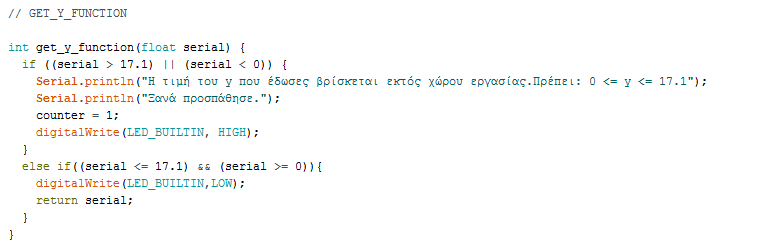 // GET_Y_FUNCTION
int get_y_function(float serial) {
if ((serial > 17.1) || (serial < 0)) {
Serial.println("Η τιμή του y που έδωσες βρίσκεται εκτός χώρου εργασίας.Πρέπει: 0 <= y <= 17.1");
Serial.println("Ξανά προσπάθησε.");
counter = 1;
digitalWrite(LED_BUILTIN, HIGH);
}
else if((serial <= 17.1) && (serial >= 0)){
digitalWrite(LED_BUILTIN,LOW);
return serial;
}
}